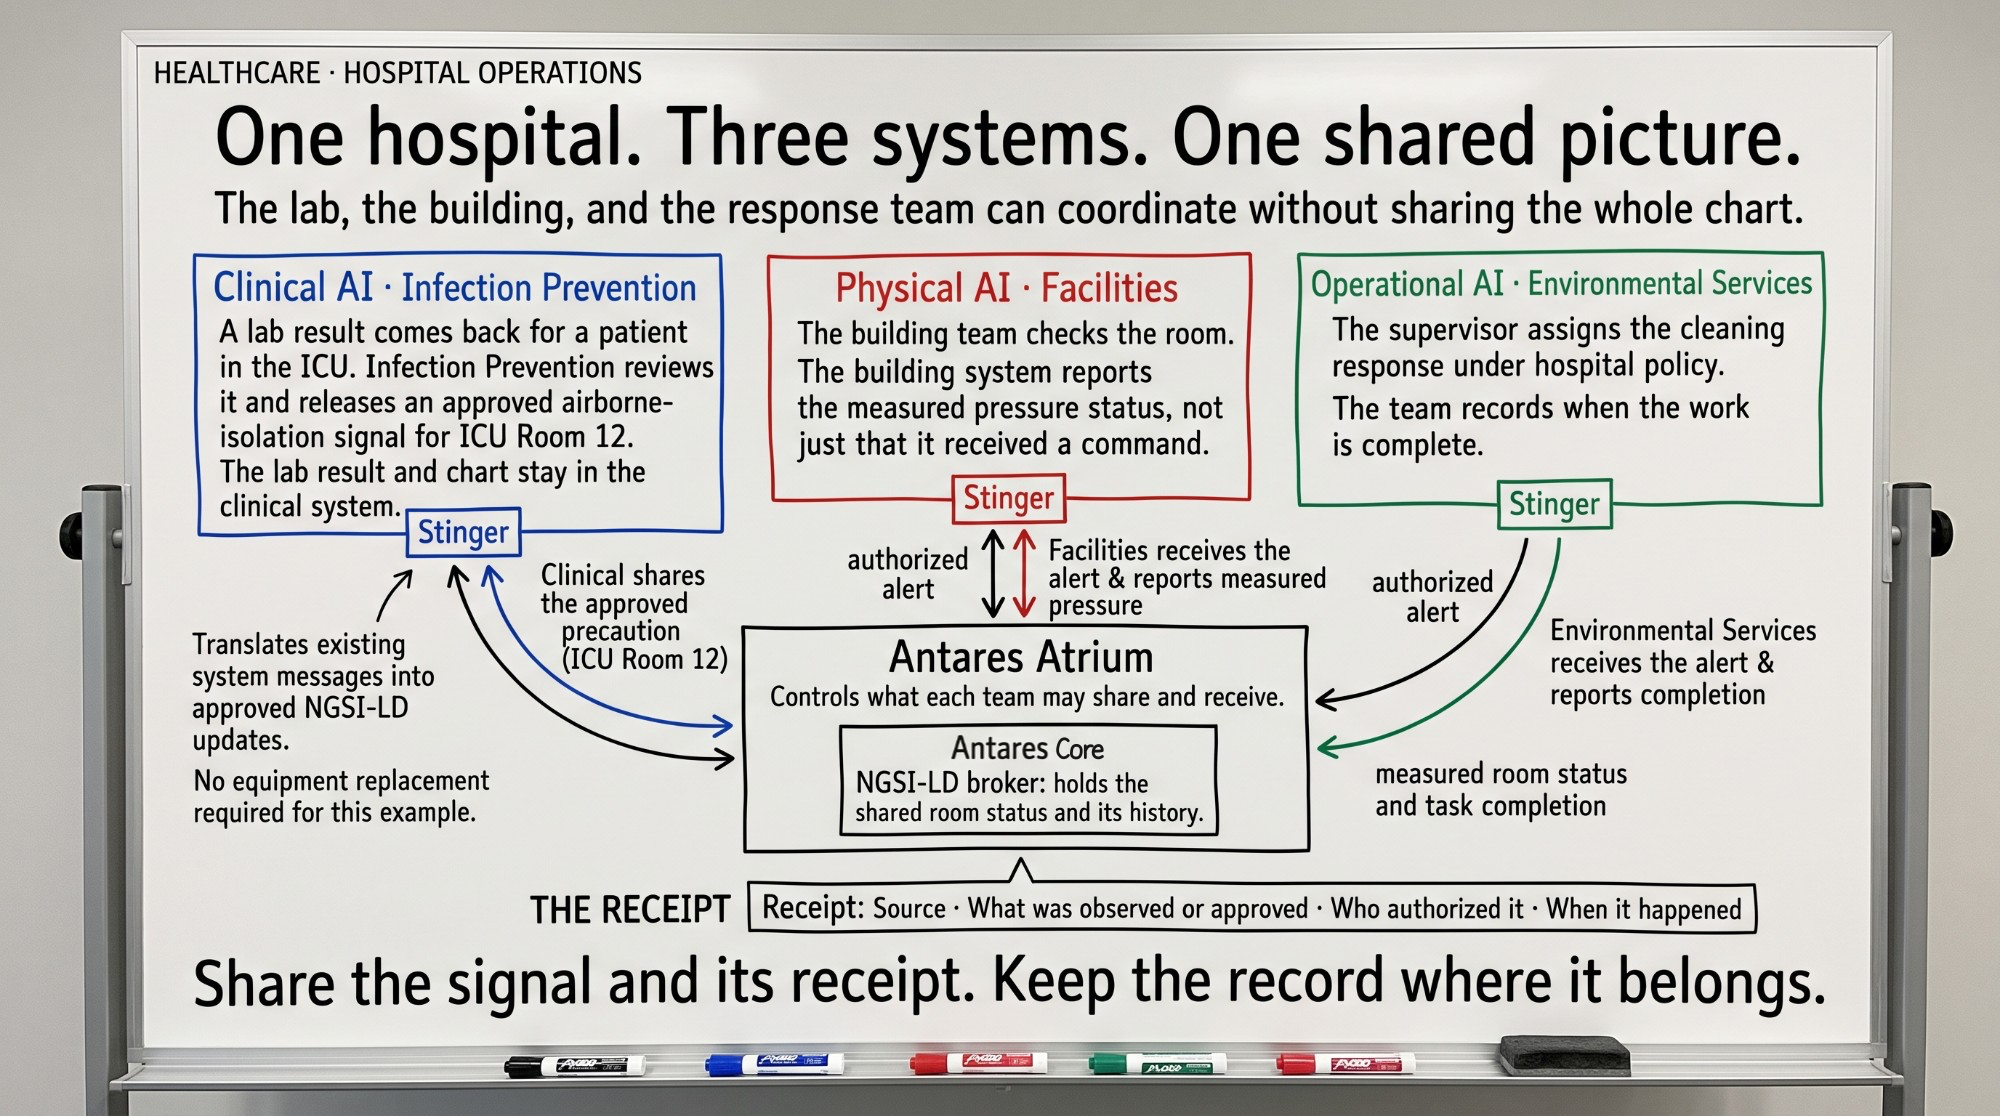 HEALTHCARE · HOSPITAL OPERATIONS
One hospital. Three systems. One shared picture.
The lab, the building, and the response team can coordinate without sharing the whole chart.
Clinical AI · Infection Prevention
A lab result comes back for a patient
in the ICU. Infection Prevention reviews
it and releases an approved airborne-
isolation signal for ICU Room 12.
The lab result and chart stay in the
clinical system.
Stinger
Physical AI · Facilities
The building team checks the room.
The building system reports
the measured pressure status, not
just that it received a command.
Stinger
Operational AI · Environmental Services
The supervisor assigns the cleaning
response under hospital policy.
The team records when the work
is complete.
Stinger
Translates existing
system messages into
approved NGSI-LD
updates.
No equipment replacement
required for this example.
Clinical shares
the approved
precaution
(ICU Room 12)
authorized
alert
Facilities receives the
alert & reports measured
pressure
authorized
alert
Environmental Services
receives the alert &
reports completion
measured room status
and task completion
Antares Atrium
Controls what each team may share and receive.
Antares Core
NGSI-LD broker: holds the
shared room status and its history.
THE RECEIPT
Receipt: Source · What was observed or approved · Who authorized it · When it happened
Share the signal and its receipt. Keep the record where it belongs.